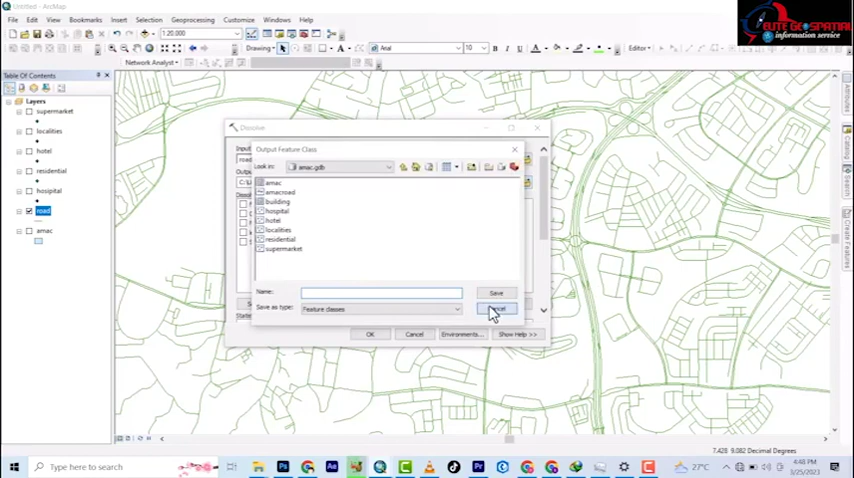 Untitled - ArcMap
File Edit View Bookmarks Insert Selection Geoprocessing Customize Windows Help
1:20,000
Editor
Drawing
Arial
10
B I U A
Network Analyst
ELITE GEOSPATIAL
information service
Table Of Contents
Layers
supermarket
localities
hotel
residential
hosipital
road
amac
Dissolve
Output Feature Class
Look in: amac.gdb
amac
amacroad
building
hospital
hotel
localities
residential
supermarket
Name:
Save
Save as type: Feature classes
OK Cancel Environments... Show Help >>
Attributes
Catalog
Create Features
7.428 9.082 Decimal Degrees
Type here to search
27°C
4:48 PM
3/25/2023